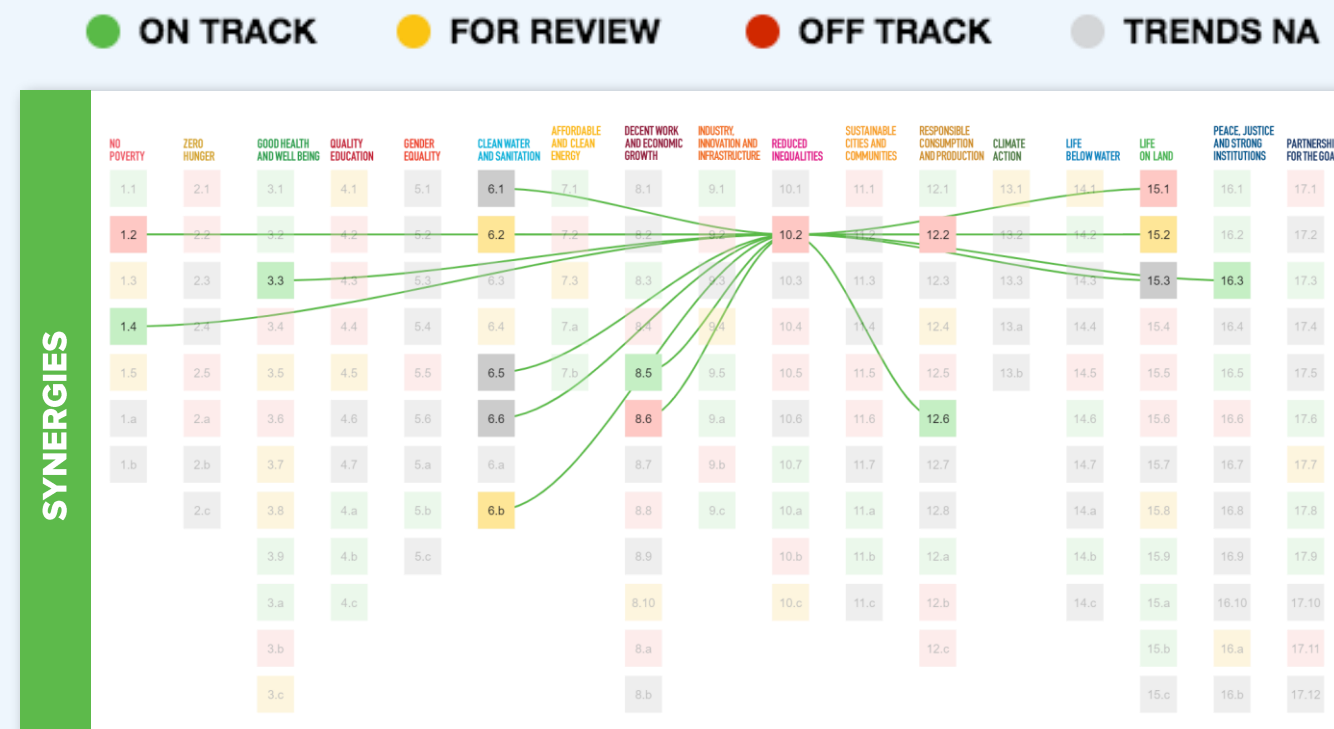 ON TRACK FOR REVIEW OFF TRACK TRENDS NA
SYNERGIES
NO POVERTY
ZERO HUNGER
GOOD HEALTH AND WELL BEING
QUALITY EDUCATION
GENDER EQUALITY
CLEAN WATER AND SANITATION
AFFORDABLE AND CLEAN ENERGY
DECENT WORK AND ECONOMIC GROWTH
INDUSTRY, INNOVATION AND INFRASTRUCTURE
REDUCED INEQUALITIES
SUSTAINABLE CITIES AND COMMUNITIES
RESPONSIBLE CONSUMPTION AND PRODUCTION
CLIMATE ACTION
LIFE BELOW WATER
LIFE ON LAND
PEACE, JUSTICE AND STRONG INSTITUTIONS
PARTNERSHI FOR THE GOA
1.1 2.1 3.1 4.1 5.1 6.1 7.1 8.1 9.1 10.1 11.1 12.1 13.1 14.1 15.1 16.1 17.1
1.2 2.2 3.2 4.2 5.2 6.2 7.2 8.2 9.2 10.2 11.2 12.2 13.2 14.2 15.2 16.2 17.2
1.3 2.3 3.3 4.3 5.3 6.3 7.3 8.3 9.3 10.3 11.3 12.3 13.3 14.3 15.3 16.3 17.3
1.4 2.4 3.4 4.4 5.4 6.4 7.a 8.4 9.4 10.4 11.4 12.4 13.a 14.4 15.4 16.4 17.4
1.5 2.5 3.5 4.5 5.5 6.5 7.b 8.5 9.5 10.5 11.5 12.5 13.b 14.5 15.5 16.5 17.5
1.a 2.a 3.6 4.6 5.6 6.6 8.6 9.a 10.6 11.6 12.6 14.6 15.6 16.6 17.6
1.b 2.b 3.7 4.7 5.a 6.a 8.7 9.b 10.7 11.7 12.7 14.7 15.7 16.7 17.7
2.c 3.8 4.a 5.b 6.b 8.8 9.c 10.a 11.a 12.8 14.a 15.8 16.8 17.8
3.9 4.b 5.c 8.9 10.b 11.b 12.a 14.b 15.9 16.9 17.9
3.a 4.c 8.10 10.c 11.c 12.b 14.c 15.a 16.10 17.10
3.b 8.a 12.c 15.b 16.a 17.11
3.c 8.b 15.c 16.b 17.12